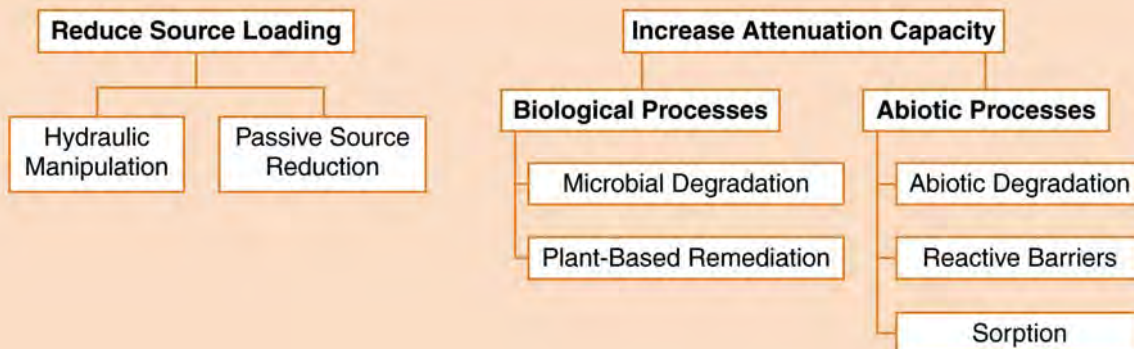 Reduce Source Loading
Hydraulic
Manipulation
Passive Source
Reduction
Increase Attenuation Capacity
Biological Processes
Microbial Degradation
Plant-Based Remediation
Abiotic Processes
Abiotic Degradation
Reactive Barriers
Sorption